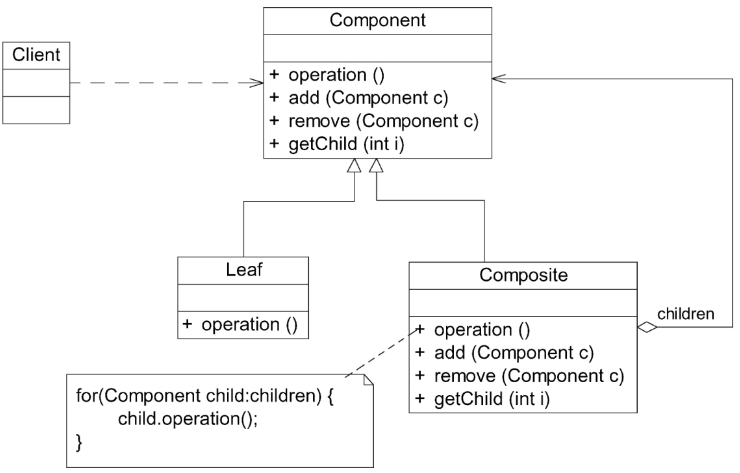 Component
Client
+ operation ()
+ add (Component c)
+ remove (Component c)
+ getChild (int i)
Leaf
+ operation ()
Composite
+ operation ()
+ add (Component c)
+ remove (Component c)
+ getChild (int i)
children
for(Component child:children) {
child.operation();
}